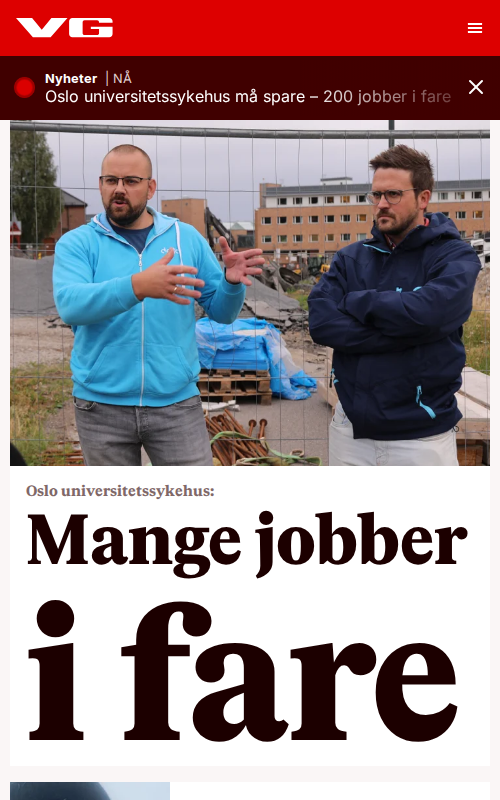 VG
Nyheter | NÅ
Oslo universitetssykehus må spare – 200 jobber i fare
Oslo universitetssykehus:
Mange jobber
i fare